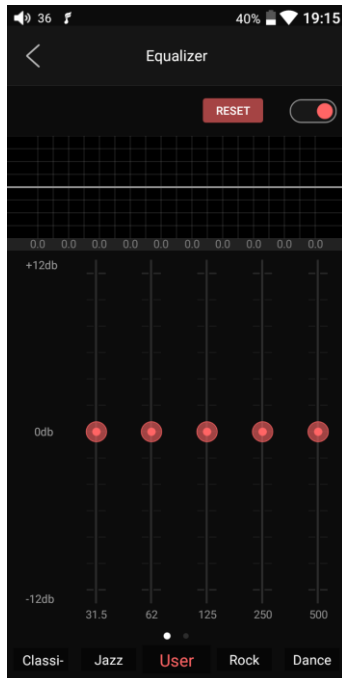 36 40% 19:15
Equalizer
RESET
0.0 0.0 0.0 0.0 0.0 0.0 0.0 0.0 0.0 0.0
+12db
0db
-12db
31.5 62 125 250 500
Classi- Jazz User Rock Dance